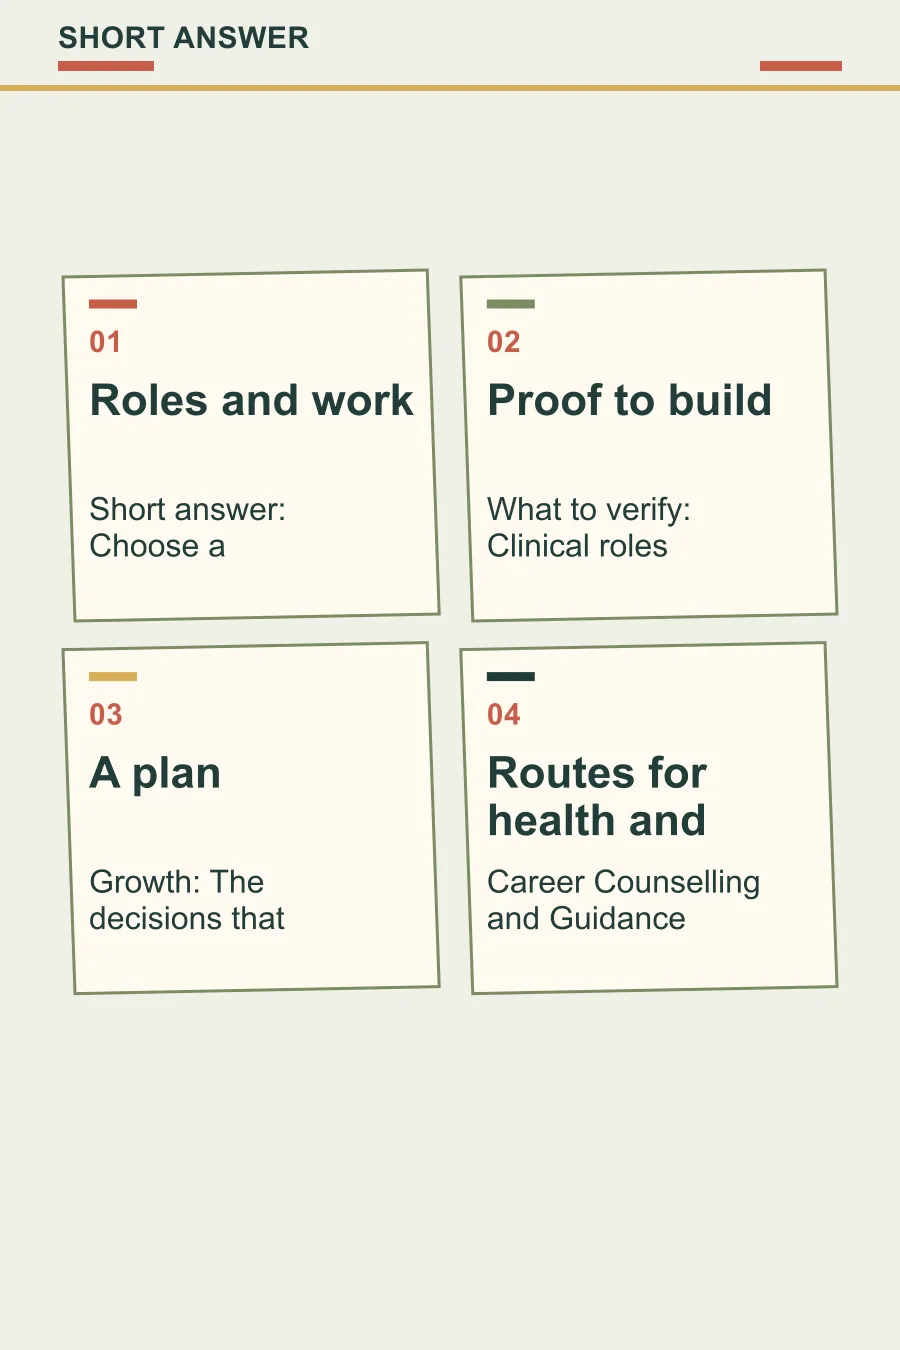 SHORT ANSWER
01
Roles and work
Short answer:
Choose a
02
Proof to build
What to verify:
Clinical roles
03
A plan
Growth: The
decisions that
04
Routes for
health and
Career Counselling
and Guidance